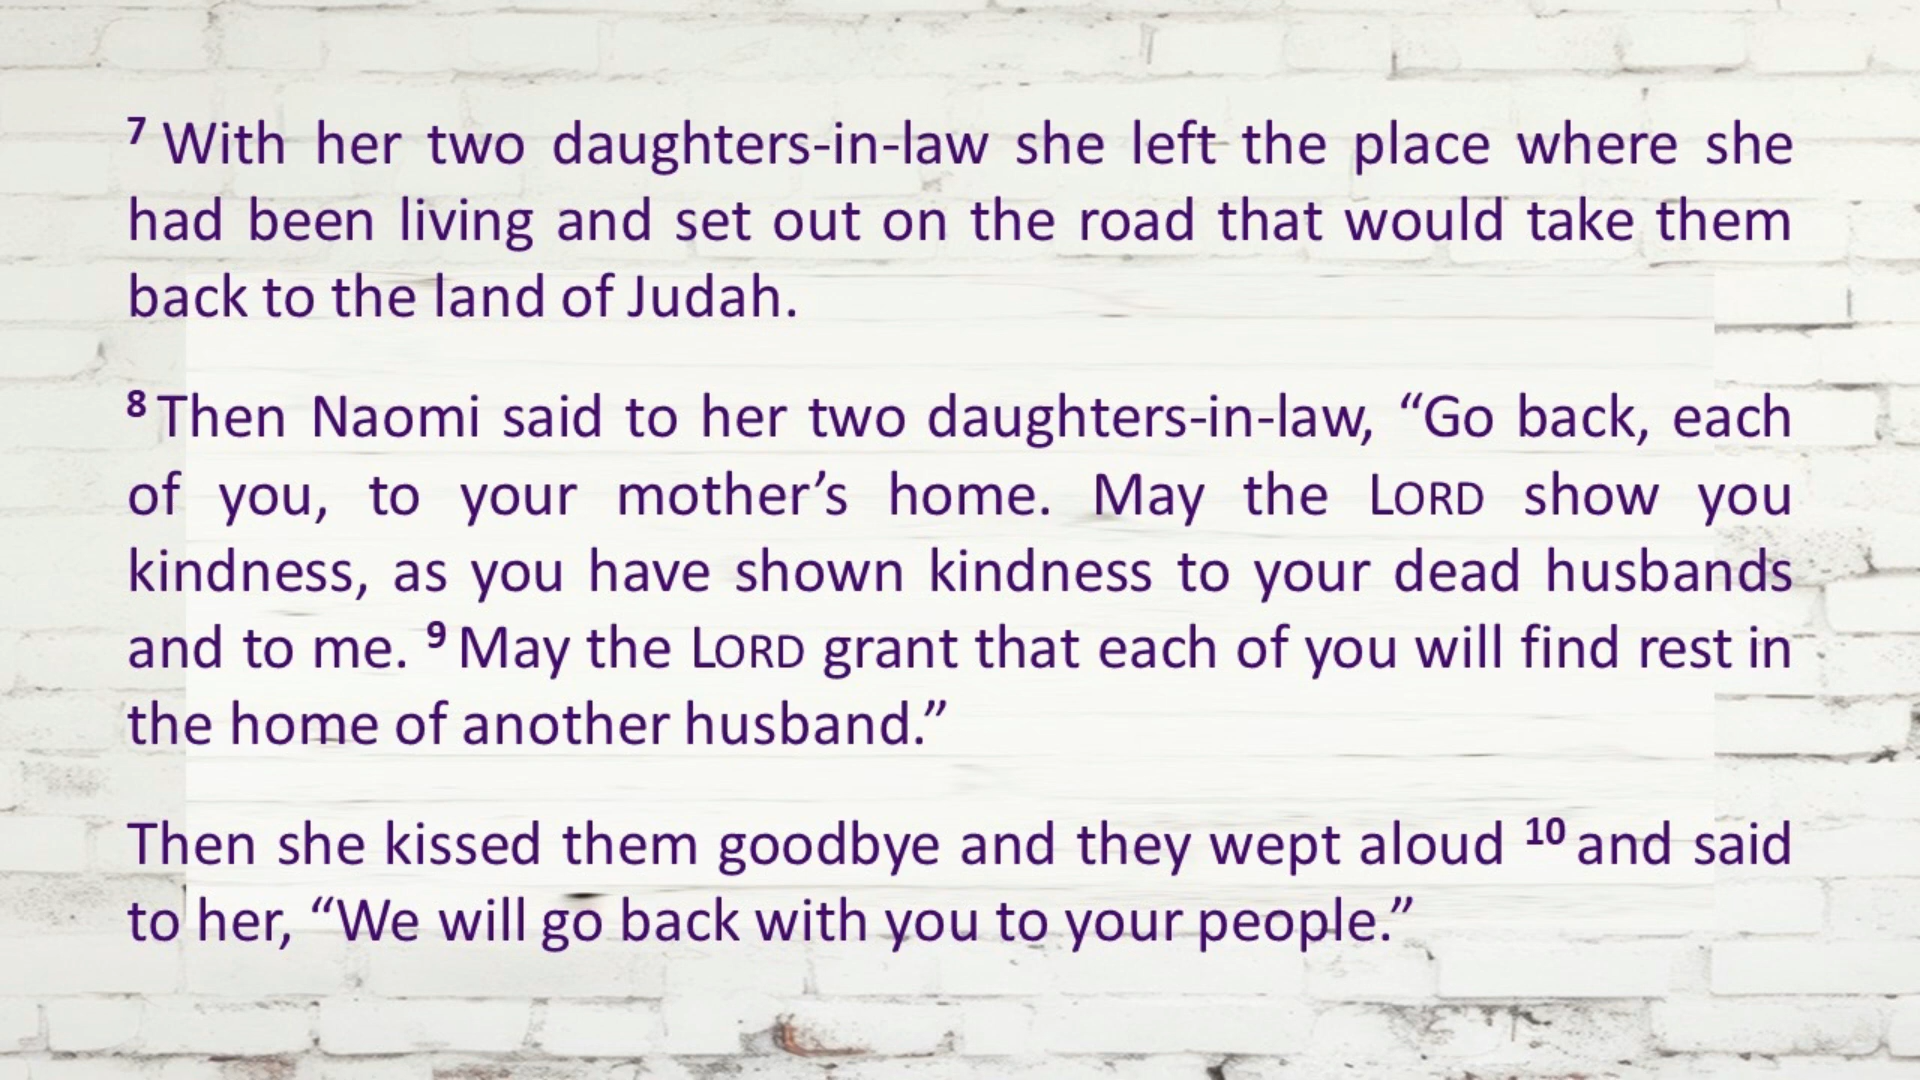 7 With her two daughters-in-law she left the place where she
had been living and set out on the road that would take them
back to the land of Judah.
8 Then Naomi said to her two daughters-in-law, “Go back, each
of you, to your mother’s home. May the LORD show you
kindness, as you have shown kindness to your dead husbands
and to me. 9 May the LORD grant that each of you will find rest in
the home of another husband.”
Then she kissed them goodbye and they wept aloud 10 and said
to her, “We will go back with you to your people.”